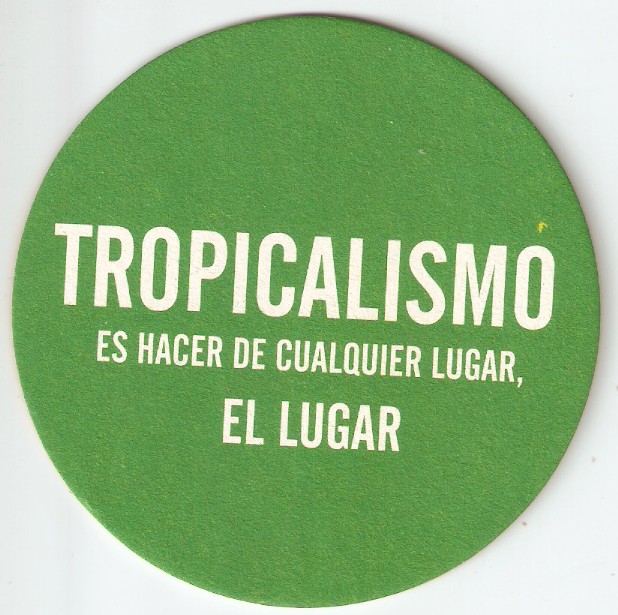 TROPICALISMO
ES HACER DE CUALQUIER LUGAR,
EL LUGAR